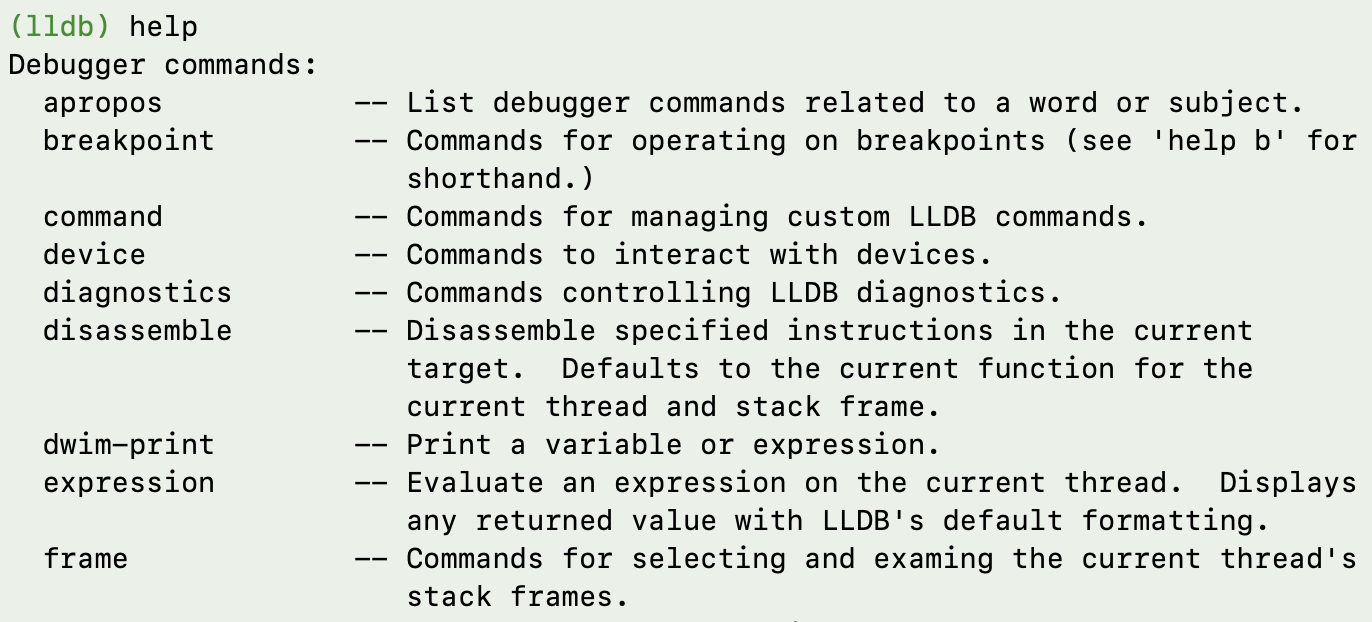 (lldb) help
Debugger commands:
  apropos           -- List debugger commands related to a word or subject.
  breakpoint        -- Commands for operating on breakpoints (see 'help b' for
                       shorthand.)
  command           -- Commands for managing custom LLDB commands.
  device            -- Commands to interact with devices.
  diagnostics       -- Commands controlling LLDB diagnostics.
  disassemble       -- Disassemble specified instructions in the current
                       target.  Defaults to the current function for the
                       current thread and stack frame.
  dwim-print        -- Print a variable or expression.
  expression        -- Evaluate an expression on the current thread.  Displays
                       any returned value with LLDB's default formatting.
  frame             -- Commands for selecting and examing the current thread's
                       stack frames.